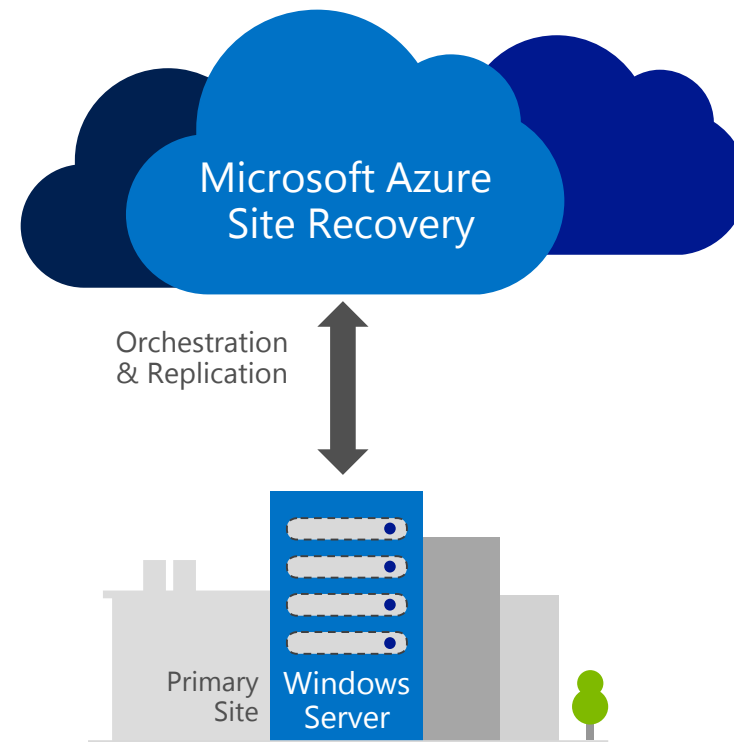 Microsoft Azure
Site Recovery
Orchestration
& Replication
Primary
Site
Windows
Server